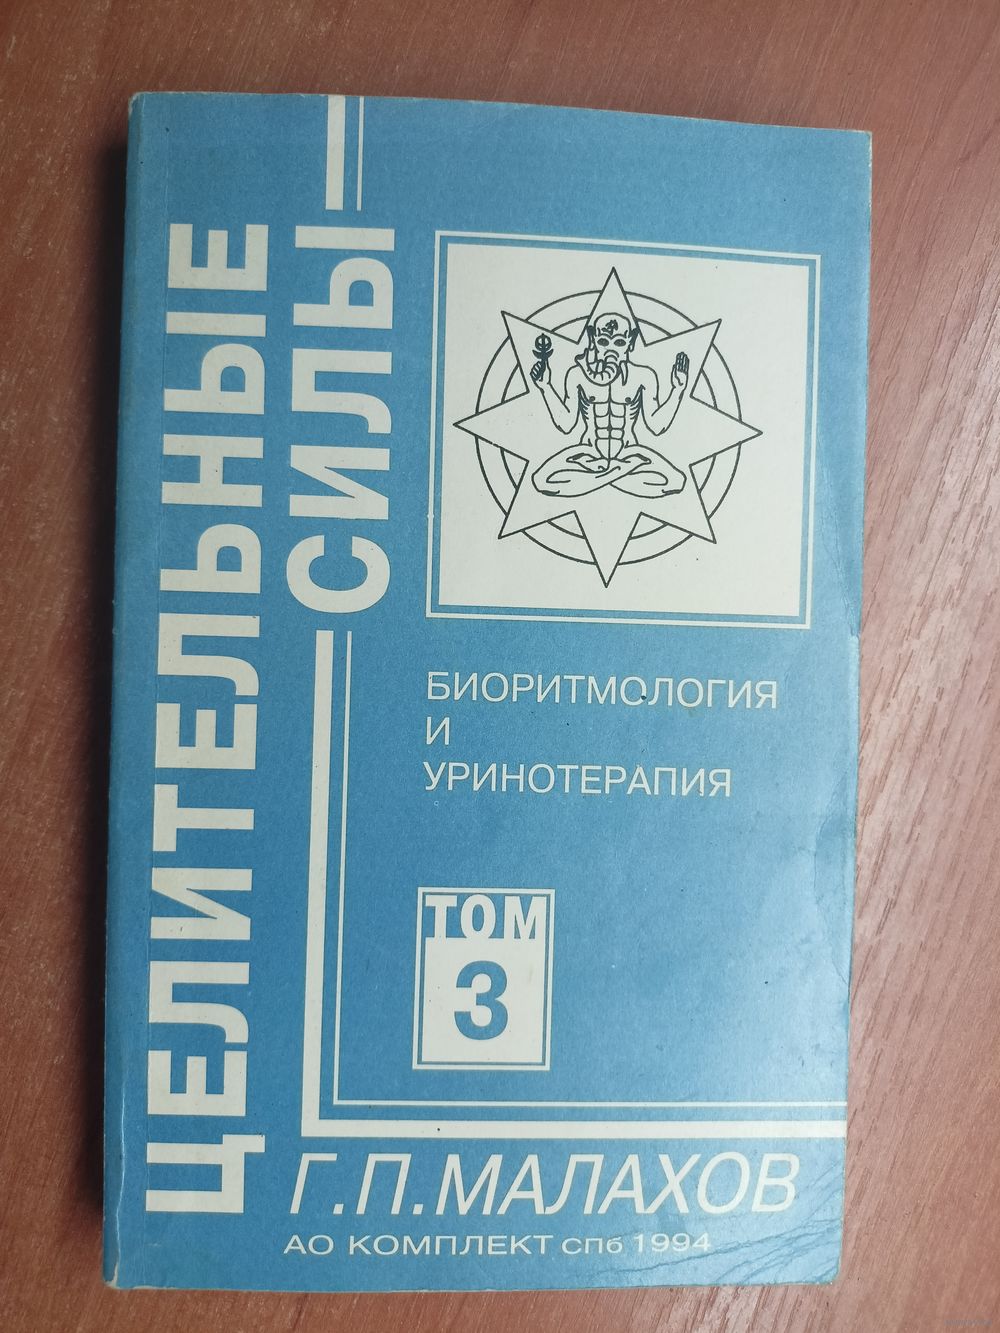 ЦЕЛИТЕЛЬНЫЕ
СИЛЫ
БИОРИТМОЛОГИЯ
И
УРИНОТЕРАПИЯ
ТОМ
3
Г.П.МАЛАХОВ
АО КОМПЛЕКТ СПб 1994